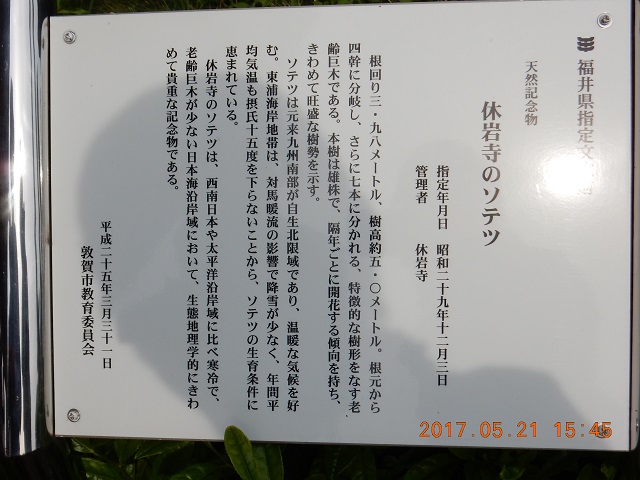 福井県指定文
天然記念物
休岩寺のソテツ
指定年月日　昭和二十九年十二月三日
管理者　休岩寺
根回り三・九八メートル、樹高約五・〇メートル。根元から
四幹に分岐し、さらに七本に分かれる、特徴的な樹形をなす老
齢巨木である。本樹は雄株で、隔年ごとに開花する傾向を持ち、
きわめて旺盛な樹勢を示す。
ソテツは元来九州南部が自生北限域であり、温暖な気候を好
む。東浦海岸地帯は、対馬暖流の影響で降雪が少なく、年間平
均気温も摂氏十五度を下らないことから、ソテツの生育条件に
恵まれている。
休岩寺のソテツは、西南日本や太平洋沿岸域に比べ寒冷で、
老齢巨木が少ない日本海沿岸域において、生態地理学的にきわ
めて貴重な記念物である。
平成二十五年三月三十一日
敦賀市教育委員会
2017.05.21 15:45